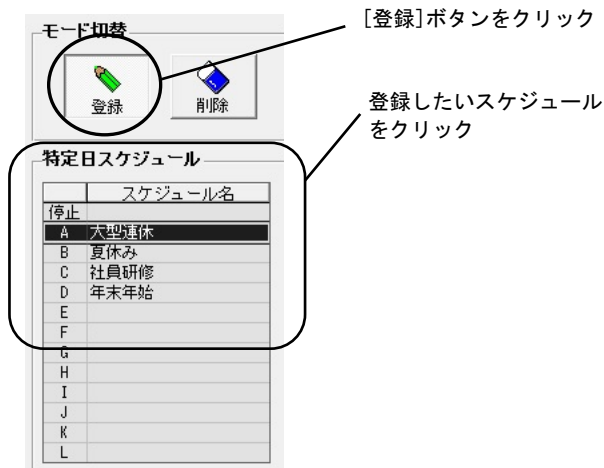 モード切替
[登録]ボタンをクリック
登録
削除
登録したいスケジュール
をクリック
特定日スケジュール
スケジュール名
停止
A 大型連休
B 夏休み
C 社員研修
D 年末年始
E
F
G
H
I
J
K
L